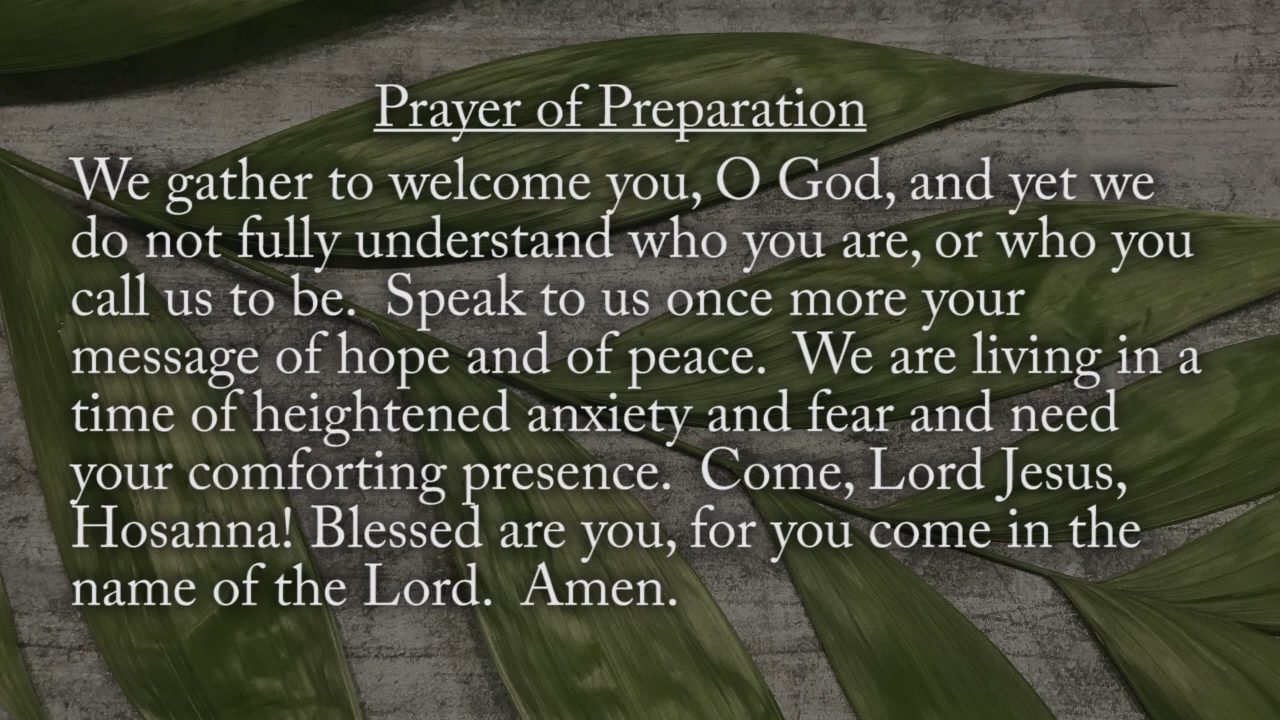 Prayer of Preparation
We gather to welcome you, O God, and yet we
do not fully understand who you are, or who you
call us to be.  Speak to us once more your
message of hope and of peace.  We are living in a
time of heightened anxiety and fear and need
your comforting presence.  Come, Lord Jesus,
Hosanna! Blessed are you, for you come in the
name of the Lord.  Amen.